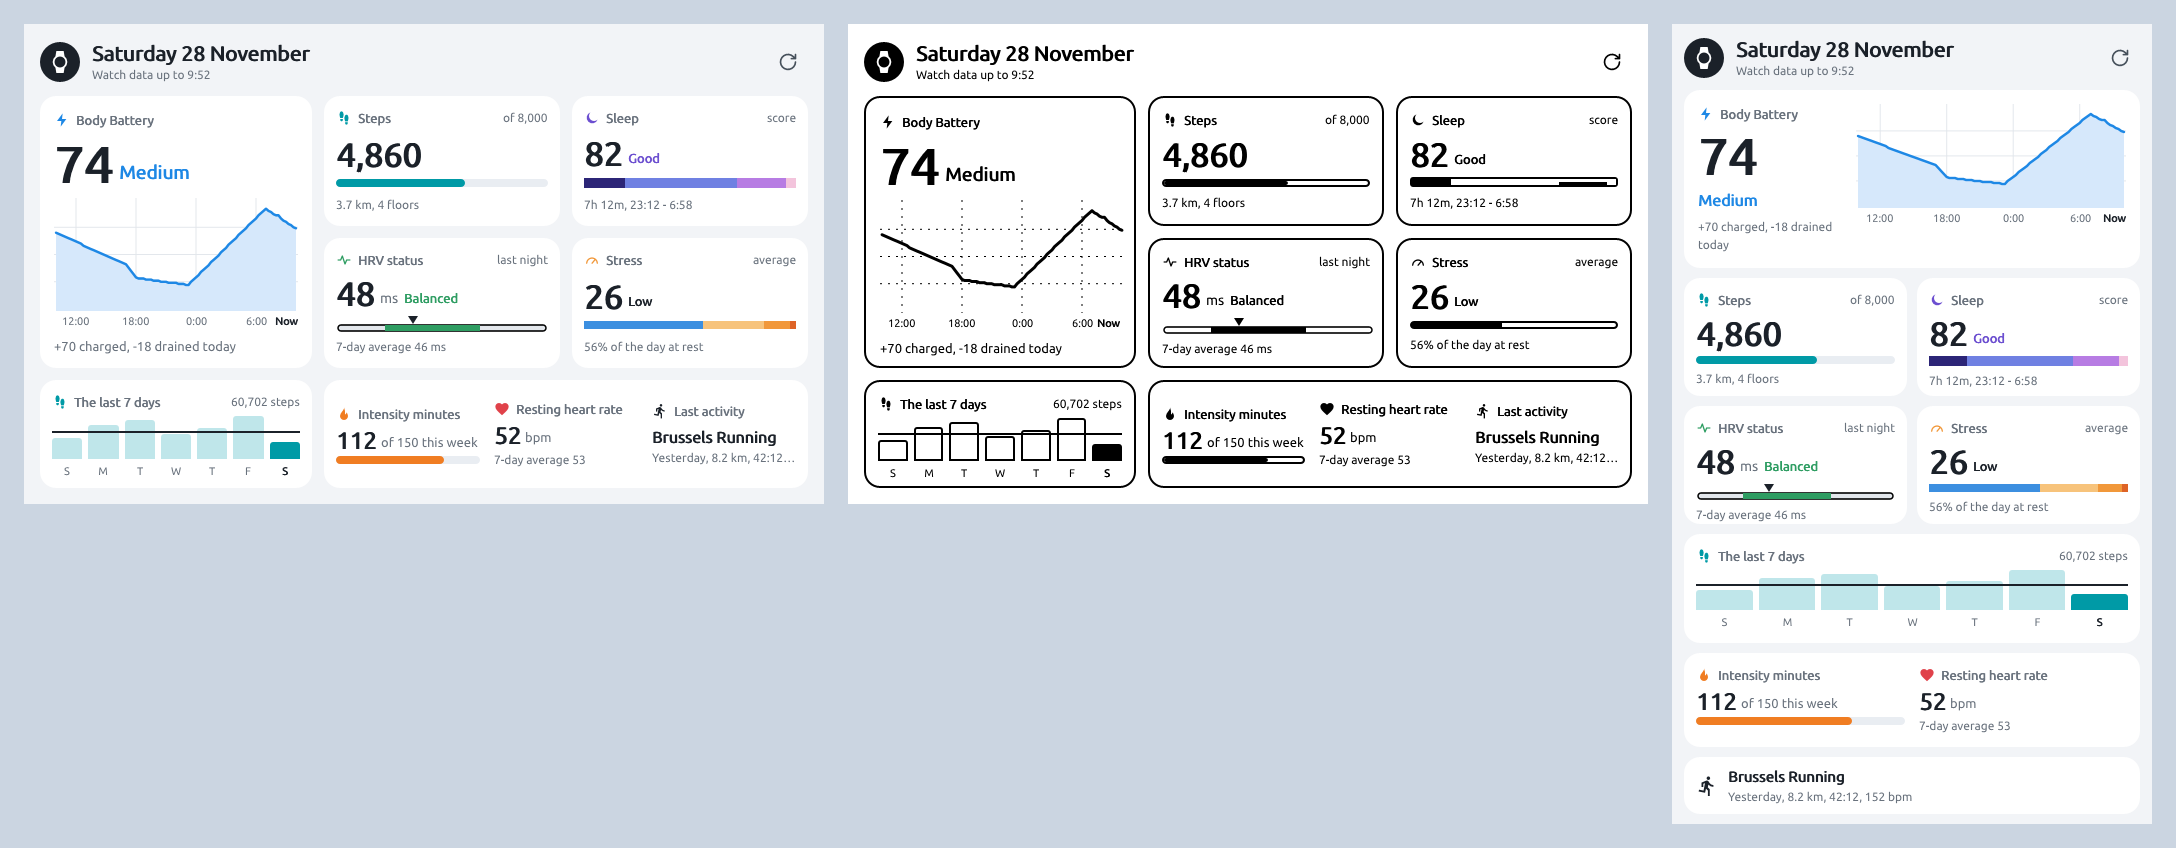 Saturday 28 November
Watch data up to 9:52
Body Battery
74 Medium
12:00 18:00 0:00 6:00 Now
+70 charged, -18 drained today
Steps of 8,000
4,860
3.7 km, 4 floors
Sleep score
82 Good
7h 12m, 23:12 - 6:58
HRV status last night
48 ms Balanced
7-day average 46 ms
Stress average
26 Low
56% of the day at rest
The last 7 days 60,702 steps
S M T W T F S
Intensity minutes
112 of 150 this week
Resting heart rate
52 bpm
7-day average 53
Last activity
Brussels Running
Yesterday, 8.2 km, 42:12...
Saturday 28 November
Watch data up to 9:52
Body Battery
74 Medium
12:00 18:00 0:00 6:00 Now
+70 charged, -18 drained today
Steps of 8,000
4,860
3.7 km, 4 floors
Sleep score
82 Good
7h 12m, 23:12 - 6:58
HRV status last night
48 ms Balanced
7-day average 46 ms
Stress average
26 Low
56% of the day at rest
The last 7 days 60,702 steps
S M T W T F S
Intensity minutes
112 of 150 this week
Resting heart rate
52 bpm
7-day average 53
Last activity
Brussels Running
Yesterday, 8.2 km, 42:12...
Saturday 28 November
Watch data up to 9:52
Body Battery
74
Medium
+70 charged, -18 drained
today
12:00 18:00 0:00 6:00 Now
Steps of 8,000
4,860
3.7 km, 4 floors
Sleep score
82 Good
7h 12m, 23:12 - 6:58
HRV status last night
48 ms Balanced
7-day average 46 ms
Stress average
26 Low
56% of the day at rest
The last 7 days 60,702 steps
S M T W T F S
Intensity minutes
112 of 150 this week
Resting heart rate
52 bpm
7-day average 53
Brussels Running
Yesterday, 8.2 km, 42:12, 152 bpm